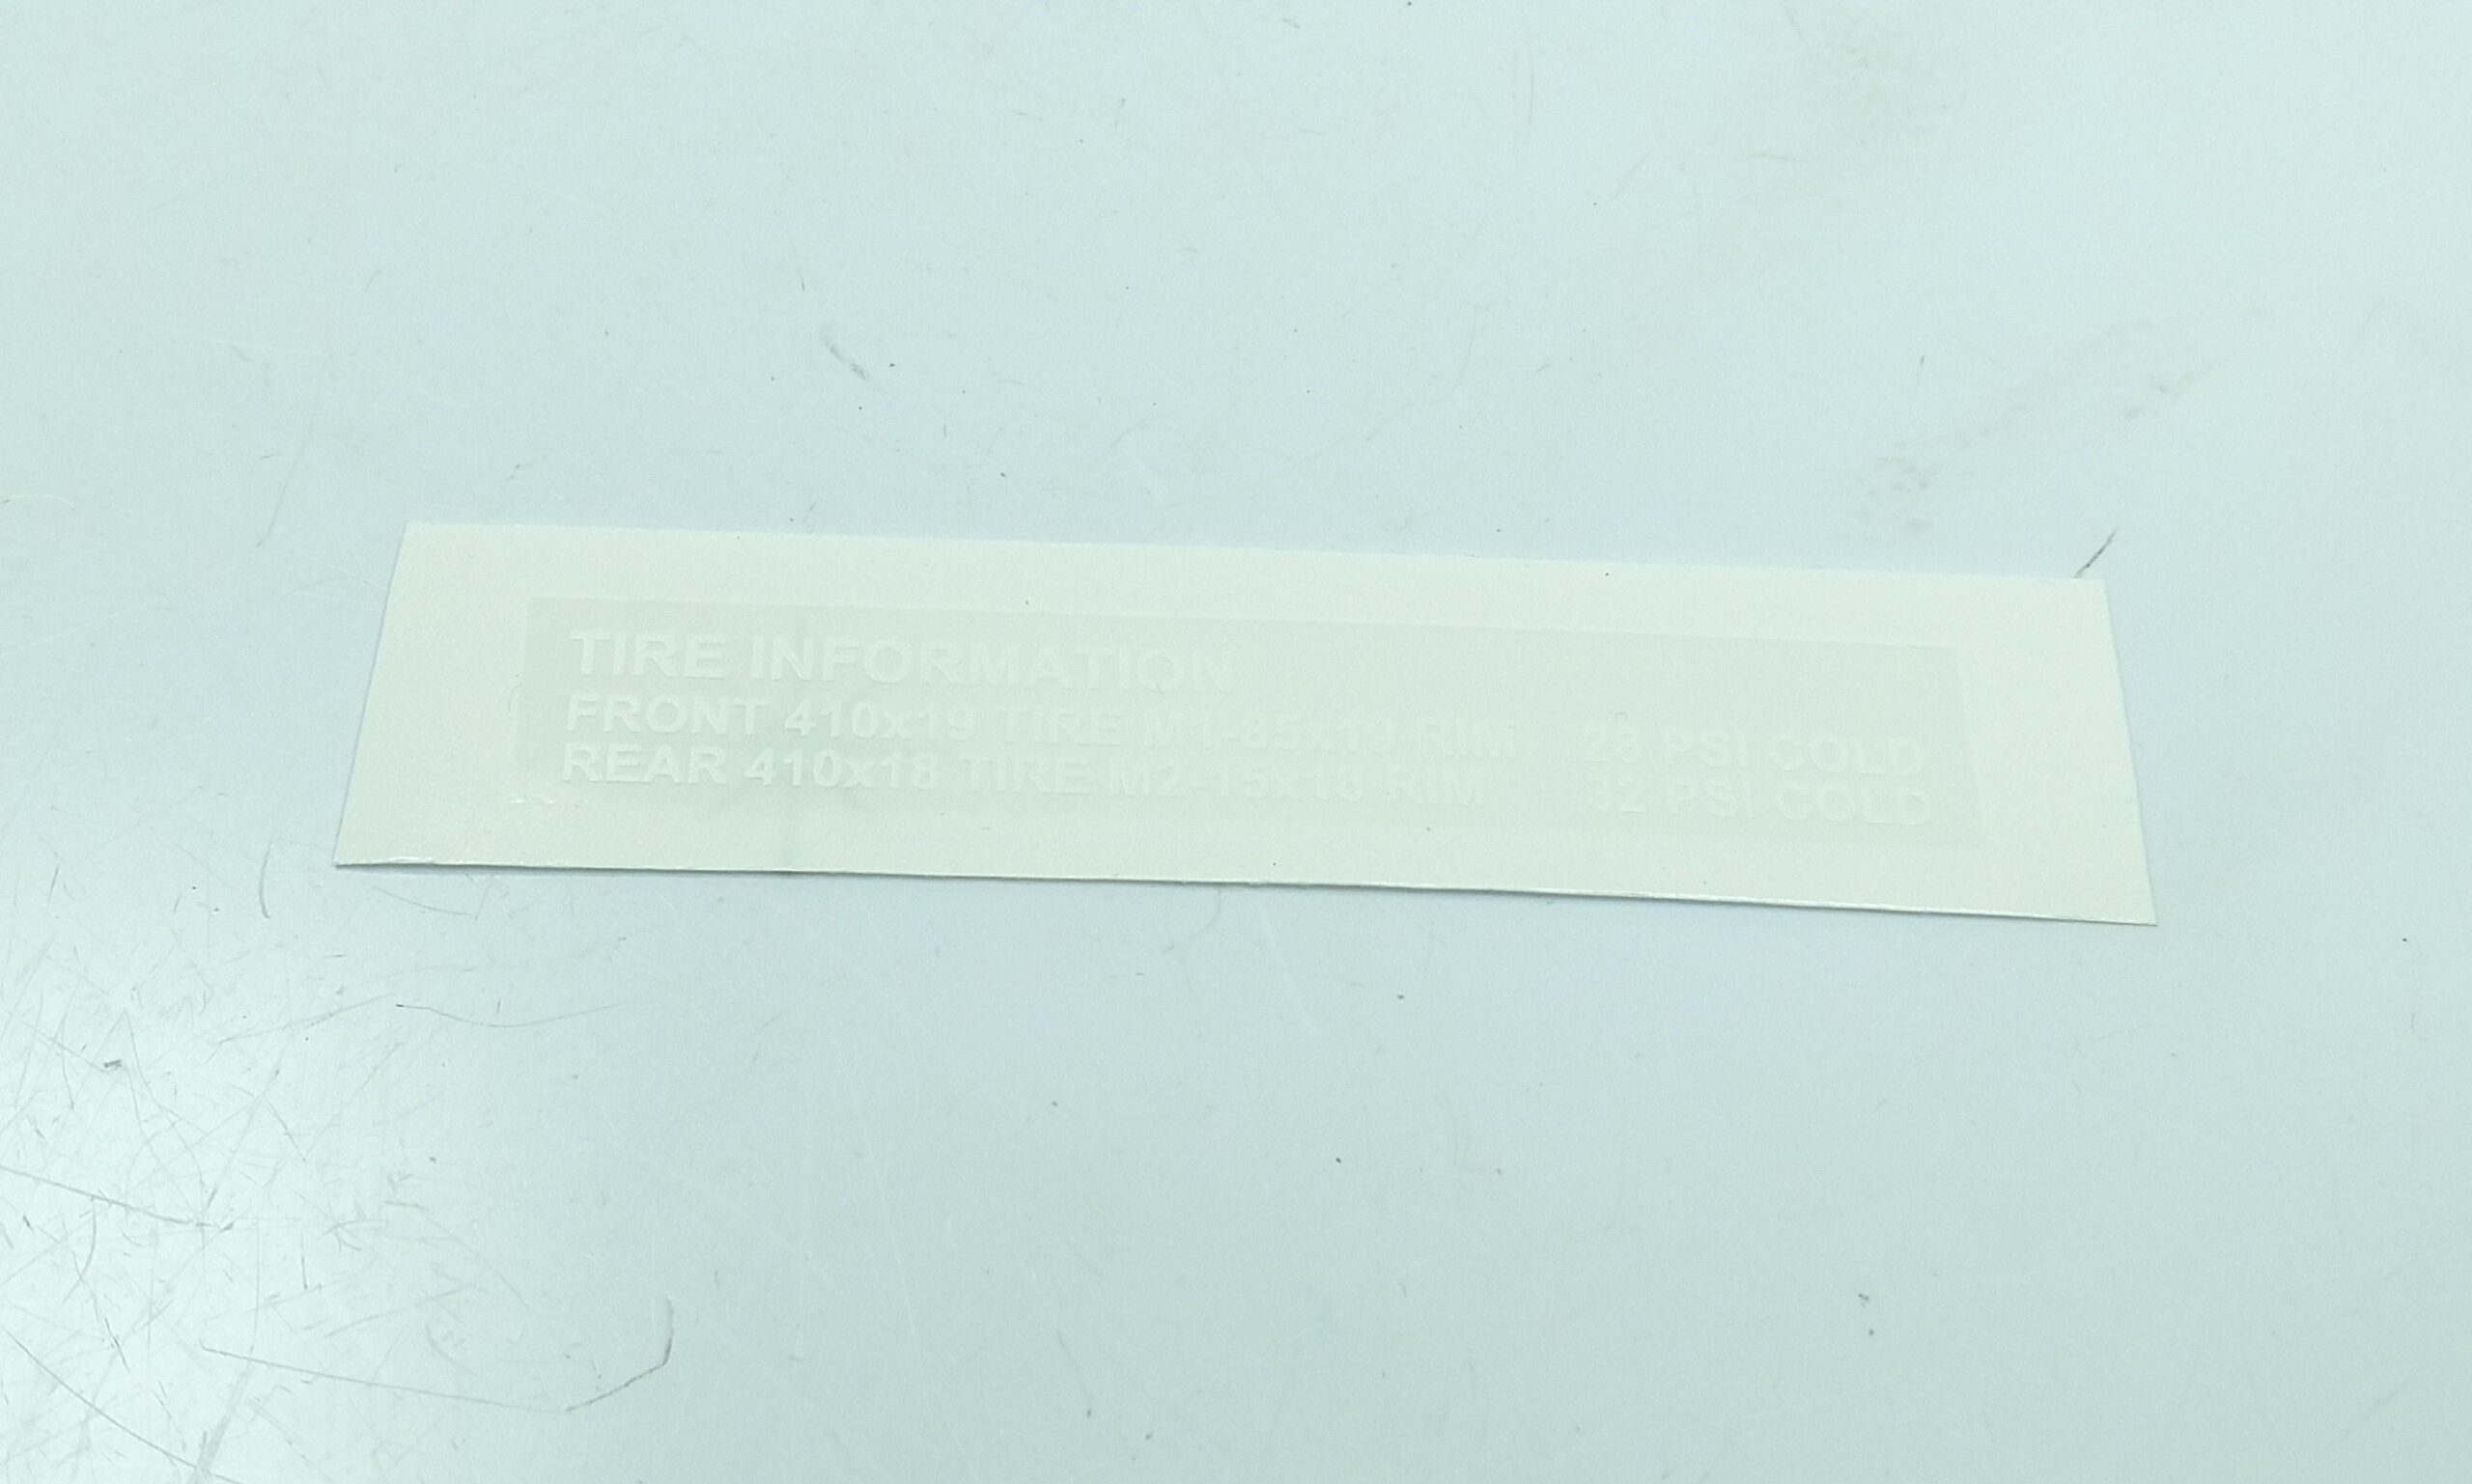 TIRE INFORMATION
FRONT 410x19 TIRE M1-85x19 RIM 28 PSI COLD
REAR 410x18 TIRE M2-15x18 RIM 32 PSI COLD